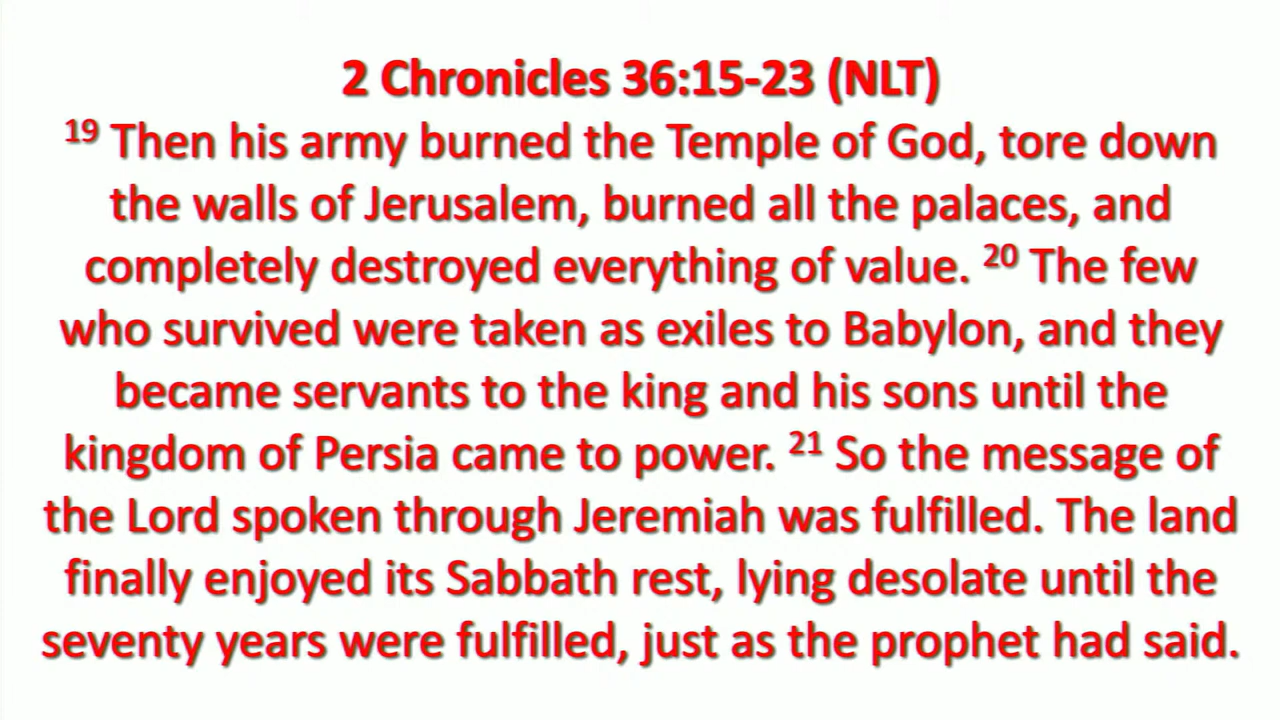 2 Chronicles 36:15-23 (NLT)
19 Then his army burned the Temple of God, tore down
the walls of Jerusalem, burned all the palaces, and
completely destroyed everything of value. 20 The few
who survived were taken as exiles to Babylon, and they
became servants to the king and his sons until the
kingdom of Persia came to power. 21 So the message of
the Lord spoken through Jeremiah was fulfilled. The land
finally enjoyed its Sabbath rest, lying desolate until the
seventy years were fulfilled, just as the prophet had said.